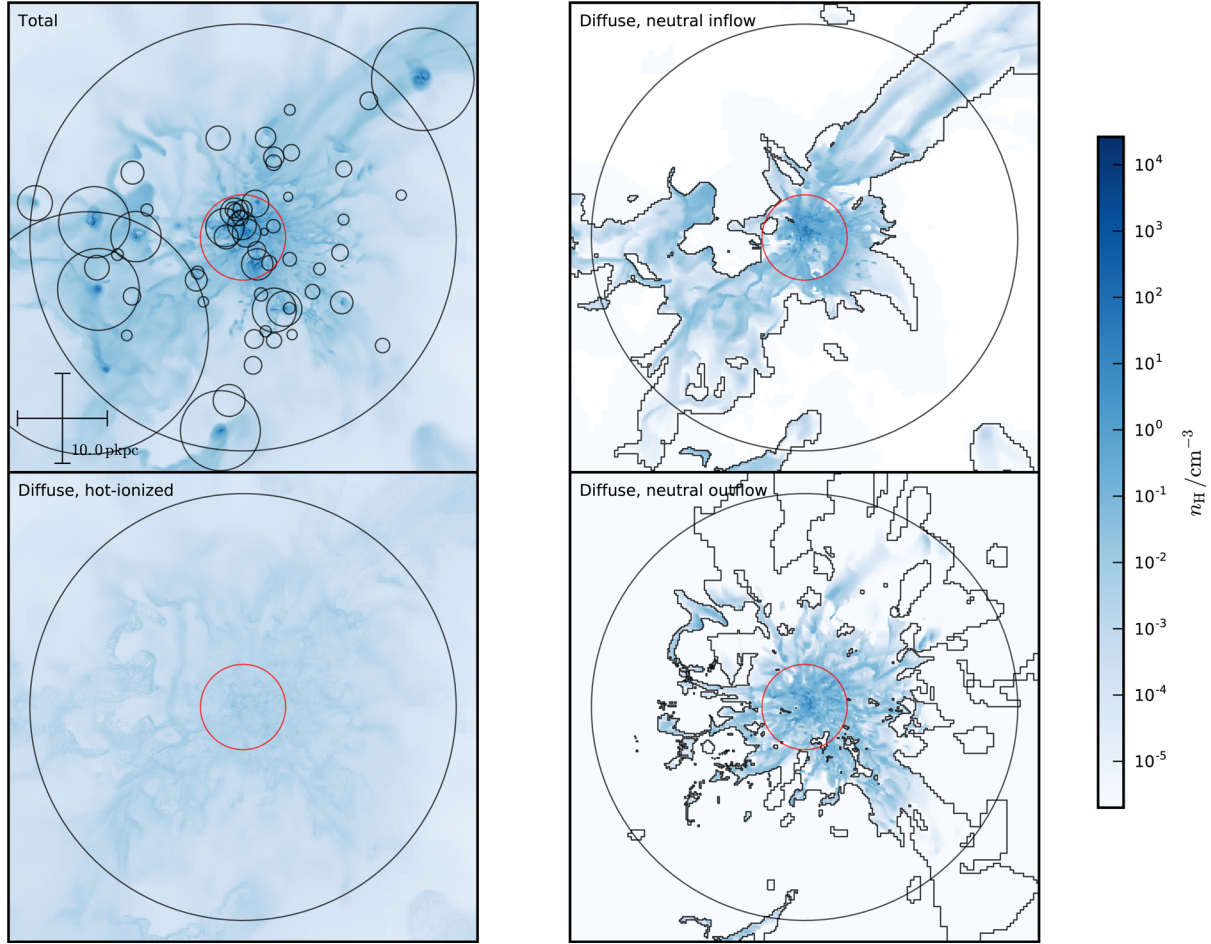 Total
10.0 pkpc
Diffuse, neutral inflow
Diffuse, hot-ionized
Diffuse, neutral outflow
10^4
10^3
10^2
10^1
10^0
10^-1
10^-2
10^-3
10^-4
10^-5
n_H /cm^−3